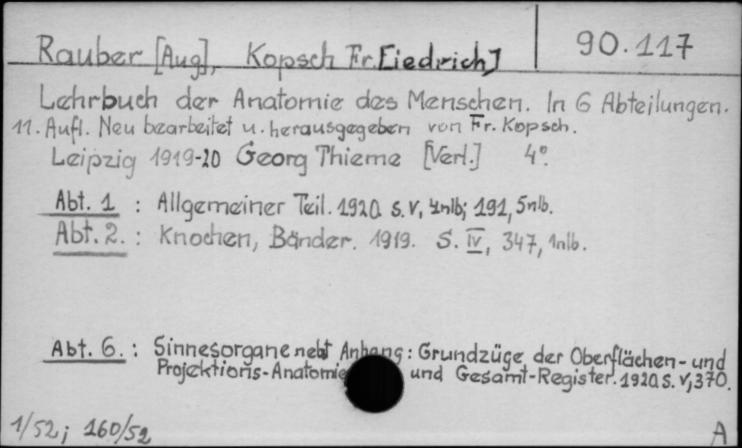 Rauber [Aug], Kopsch Fr[iedrich] 90.117
Lehrbuch der Anatomie des Menschen. In 6 Abteilungen.
11. Aufl. Neu bearbeitet u. herausgegeben von Fr. Kopsch.
Leipzig 1919-20 Georg Thieme [Verl.] 4°.
Abt. 1 : Allgemeiner Teil. 1920 S. V, 4nlb; 191, 5nlb.
Abt. 2. : Knochen, Bänder. 1919. S. IV, 347, 1nlb.
Abt. 6. : Sinnesorgane nebst Anhang: Grundzüge der Oberflächen- und
Projektions-Anatomie und Gesamt-Register. 1920 S. V, 370.
1/52; 160/52 A